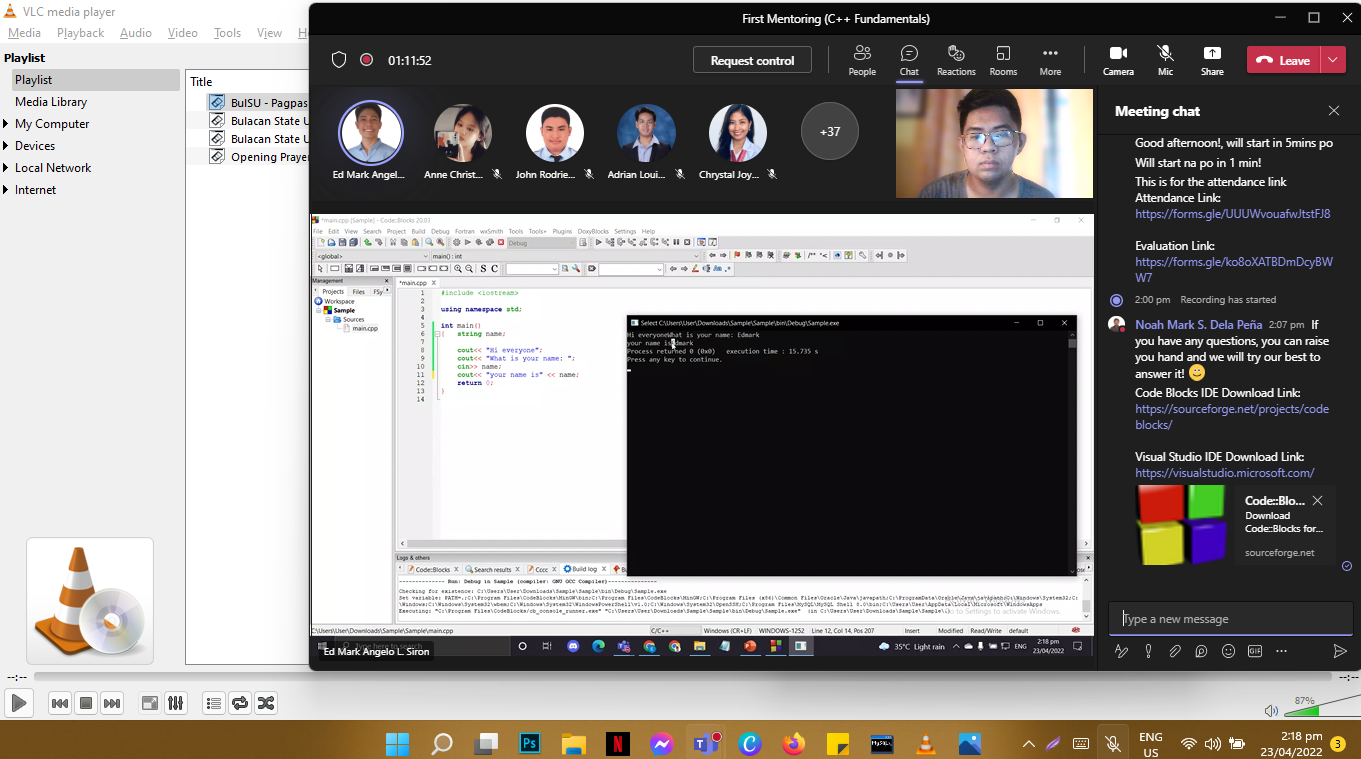 VLC media player
Media Playback Audio Video Tools View
Playlist
Playlist
Media Library
My Computer
Devices
Local Network
Internet
Title
BulSU - Pagpas
Bulacan State U
Bulacan State U
Opening Prayer
--:--
--:--
87%
First Mentoring (C++ Fundamentals)
01:11:52
Request control
People
Chat
Reactions
Rooms
More
Camera
Mic
Share
Leave
Ed Mark Angel...
Anne Christ...
John Rodrie...
Adrian Loui...
Chrystal Joy...
+37
*main.cpp [Sample] - Code::Blocks 20.03
File Edit View Search Project Build Debug Fortran wxSmith Tools Tools+ Plugins DoxyBlocks Settings Help
Debug
<global>
main() : int
Management
Projects Files FSy
Workspace
Sample
Sources
main.cpp
*main.cpp
1 #include <iostream>
2
3 using namespace std;
4
5 int main()
6 { string name;
7
8 cout<< "Hi everyone";
9 cout<< "What is your name: ";
10 cin>> name;
11 cout<< "your name is" << name;
12 return 0;
13 }
14
Select C:\Users\User\Downloads\Sample\Sample\bin\Debug\Sample.exe
Hi everyoneWhat is your name: Edmark
your name isEdmark
Process returned 0 (0x0) execution time : 15.735 s
Press any key to continue.
Logs & others
Code::Blocks
Search results
Cccc
Build log
-------------- Run: Debug in Sample (compiler: GNU GCC Compiler)---------------
Checking for existence: C:\Users\User\Downloads\Sample\Sample\bin\Debug\Sample.exe
C:\Users\User\Downloads\Sample\Sample\main.cpp
C/C++
Windows (CR+LF)
WINDOWS-1252
Line 12, Col 14, Pos 207
Insert
Modified
Read/Write
default
Type here to search
35°C Light rain
ENG
2:18 pm
23/04/2022
Ed Mark Angelo L. Siron
Meeting chat
Good afternoon!, will start in 5mins po
Will start na po in 1 min!
This is for the attendance link
Attendance Link:
https://forms.gle/UUUWvouafwJtstFJ8
Evaluation Link:
https://forms.gle/ko8oXATBDmDcyBW
W7
2:00 pm Recording has started
Noah Mark S. Dela Peña 2:07 pm If
you have any questions, you can raise
you hand and we will try our best to
answer it!
Code Blocks IDE Download Link:
https://sourceforge.net/projects/code
blocks/
Visual Studio IDE Download Link:
https://visualstudio.microsoft.com/
Code::Blo...
Download
Code::Blocks for...
sourceforge.net
Type a new message
GIF
Ps
N
MySQL
ENG
US
2:18 pm
23/04/2022
3